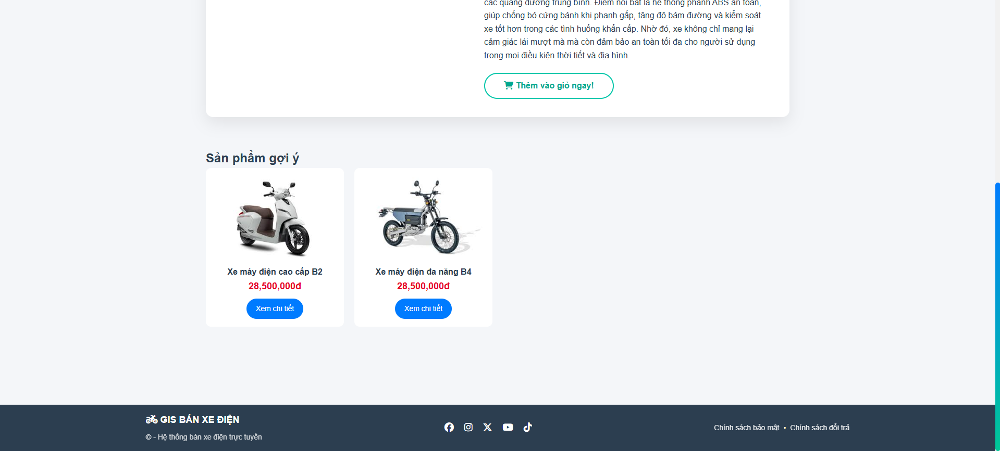 các quãng đường trung bình. Điểm nổi bật là hệ thống phanh ABS an toàn,
giúp chống bó cứng bánh khi phanh gấp, tăng độ bám đường và kiểm soát
xe tốt hơn trong các tình huống khẩn cấp. Nhờ đó, xe không chỉ mang lại
cảm giác lái mượt mà mà còn đảm bảo an toàn tối đa cho người sử dụng
trong mọi điều kiện thời tiết và địa hình.
Thêm vào giỏ ngay!
Sản phẩm gợi ý
Xe máy điện cao cấp B2
28,500,000đ
Xem chi tiết
Xe máy điện đa năng B4
28,500,000đ
Xem chi tiết
GIS BÁN XE ĐIỆN
© - Hệ thống bán xe điện trực tuyến
Chính sách bảo mật • Chính sách đổi trả